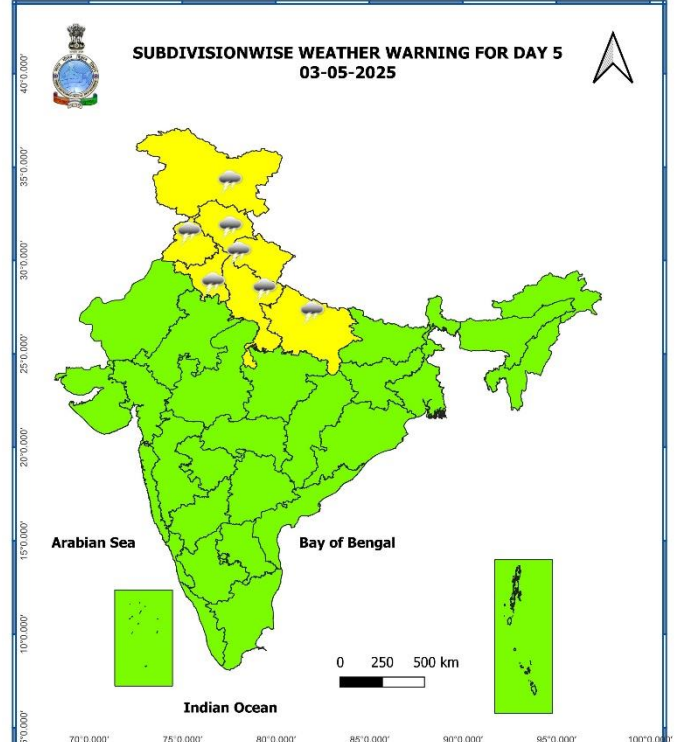 SUBDIVISIONWISE WEATHER WARNING FOR DAY 5
03-05-2025
40°0.000'
35°0.000'
30°0.000'
25°0.000'
20°0.000'
15°0.000'
10°0.000'
Arabian Sea
Bay of Bengal
0 250 500 km
Indian Ocean
70°0.000' 75°0.000' 80°0.000' 85°0.000' 90°0.000' 95°0.000' 100°0.000'